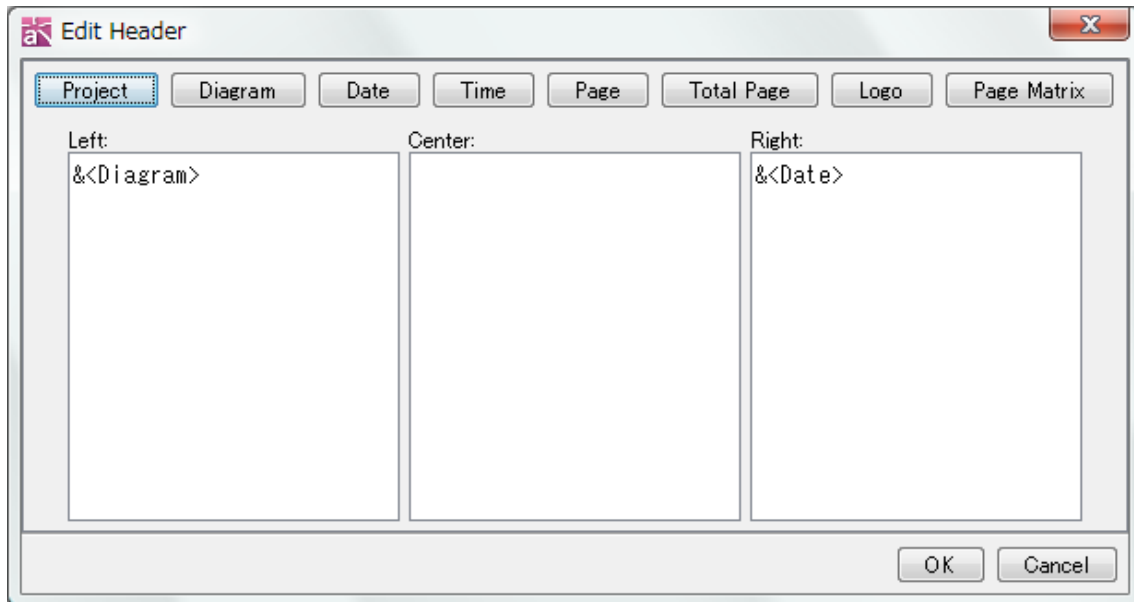 Edit Header
Project Diagram Date Time Page Total Page Logo Page Matrix
Left: Center: Right:
&<Diagram> &<Date>
OK Cancel